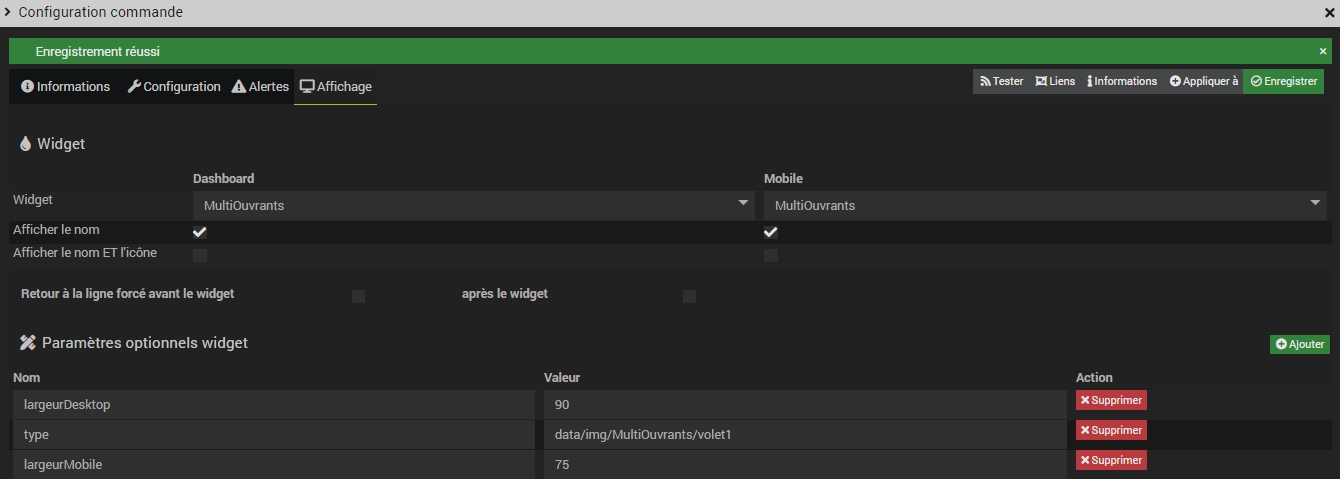 Configuration commande
Enregistrement réussi
Informations Configuration Alertes Affichage Tester Liens Informations Appliquer à Enregistrer
Widget
Dashboard Mobile
Widget MultiOuvrants MultiOuvrants
Afficher le nom
Afficher le nom ET l'icône
Retour à la ligne forcé avant le widget après le widget
Paramètres optionnels widget Ajouter
Nom Valeur Action
largeurDesktop 90 Supprimer
type data/img/MultiOuvrants/volet1 Supprimer
largeurMobile 75 Supprimer